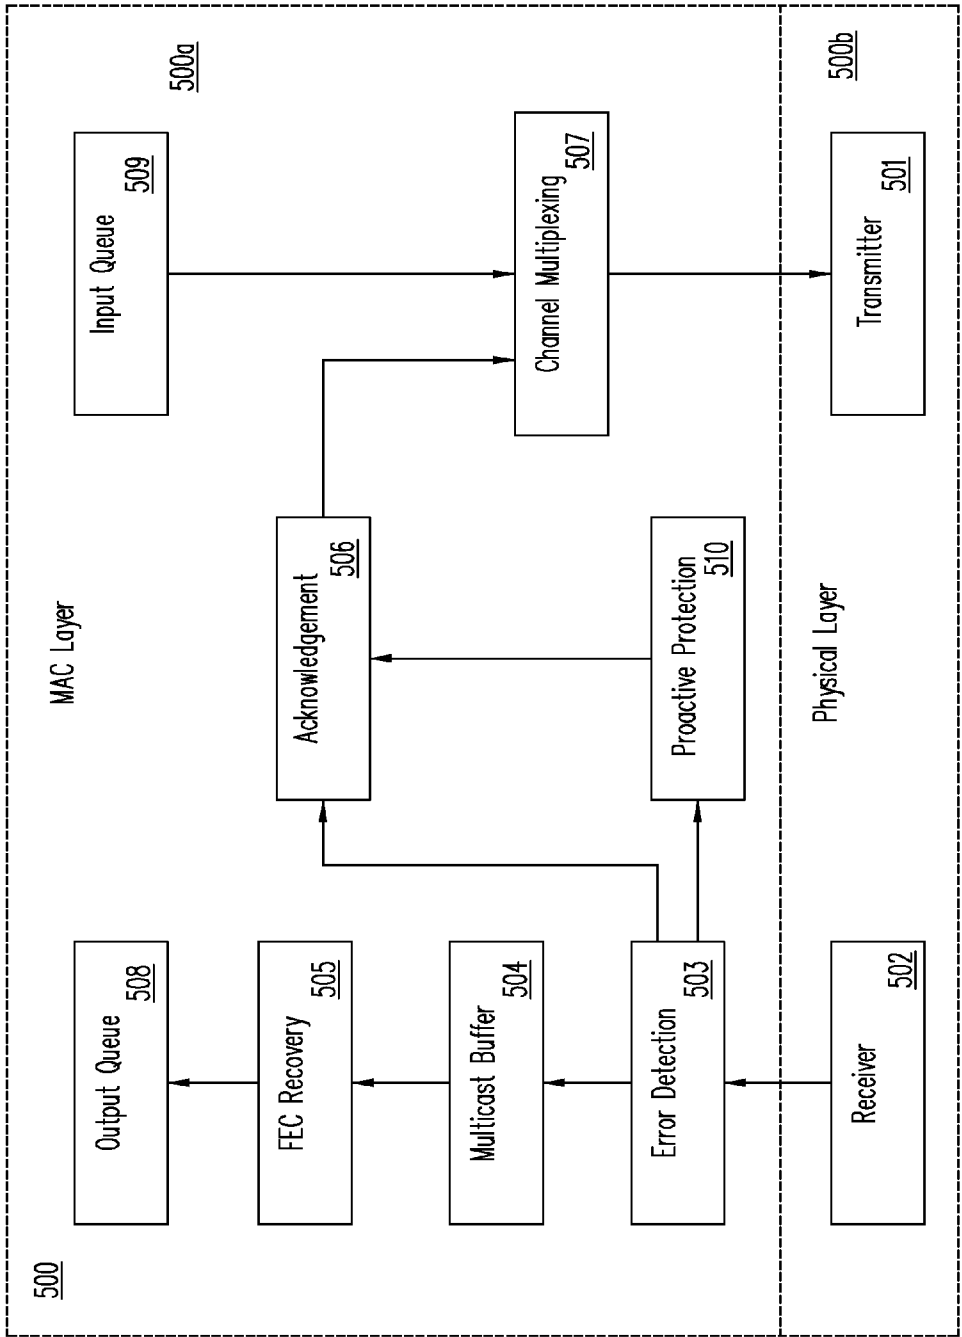 500
MAC Layer
500a
Output Queue
508
Input Queue
509
FEC Recovery
505
Acknowledgement
506
Multicast Buffer
504
Channel Multiplexing
507
Error Detection
503
Proactive Protection
510
Physical Layer
500b
Receiver
502
Transmitter
501